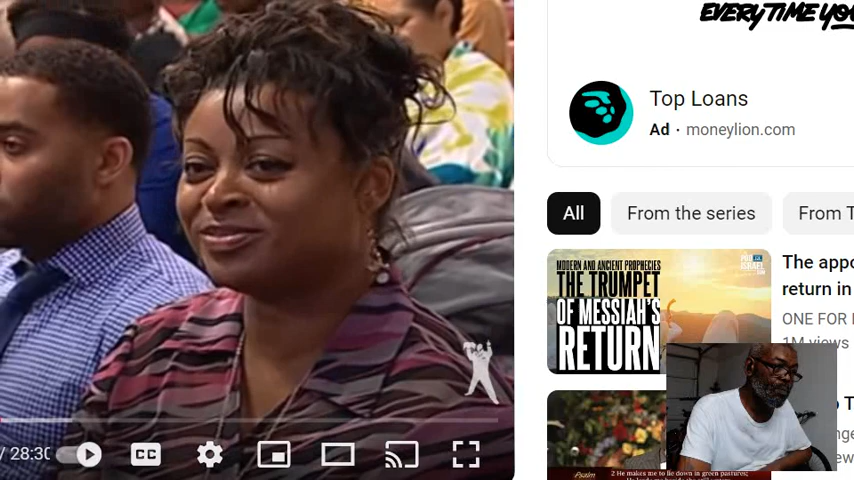 EVERY TIME YOU
Top Loans
Ad · moneylion.com
All
From the series
From T
MODERN AND ANCIENT PROPHECIES
THE TRUMPET
OF MESSIAH'S
RETURN
The appo
return in
ONE FOR I
1M views
/ 28:30
CC
Psalm
2 He makes me to lie down in green pastures;